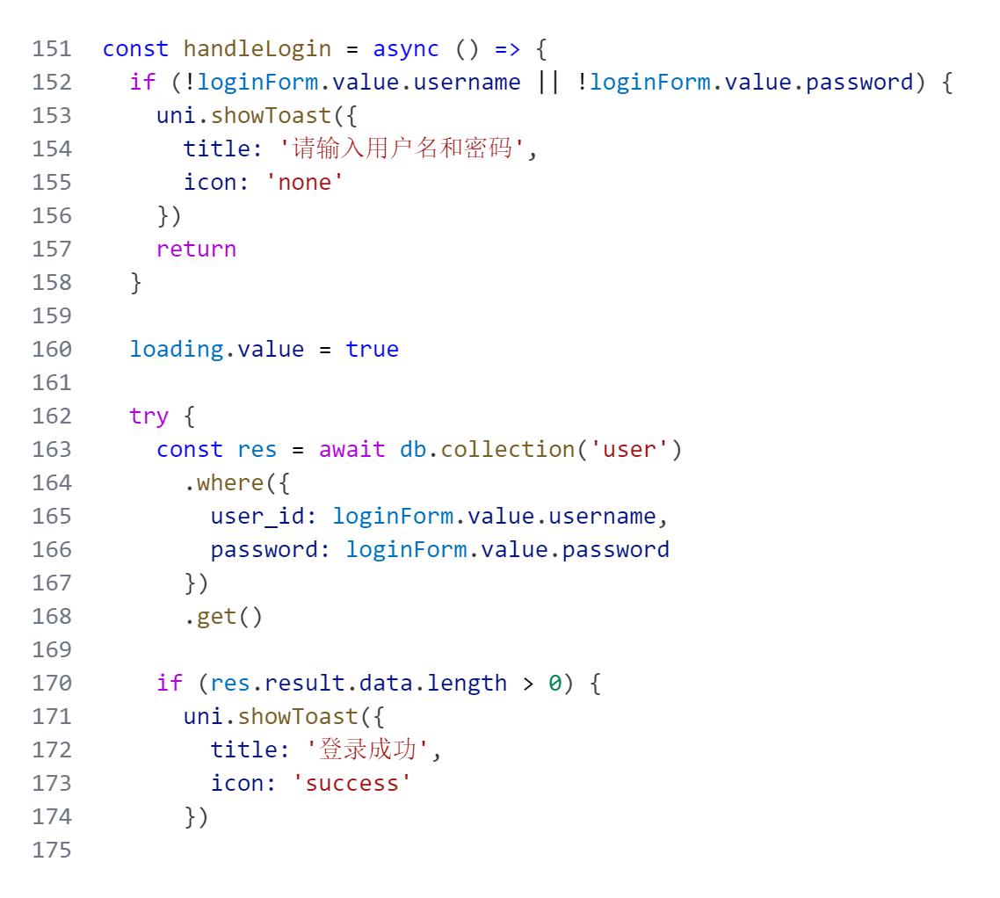 151 const handleLogin = async () => {
152   if (!loginForm.value.username || !loginForm.value.password) {
153     uni.showToast({
154       title: '请输入用户名和密码',
155       icon: 'none'
156     })
157     return
158   }
159
160   loading.value = true
161
162   try {
163     const res = await db.collection('user')
164       .where({
165         user_id: loginForm.value.username,
166         password: loginForm.value.password
167       })
168       .get()
169
170     if (res.result.data.length > 0) {
171       uni.showToast({
172         title: '登录成功',
173         icon: 'success'
174       })
175